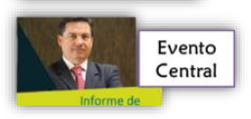 Evento
Central
Informe de